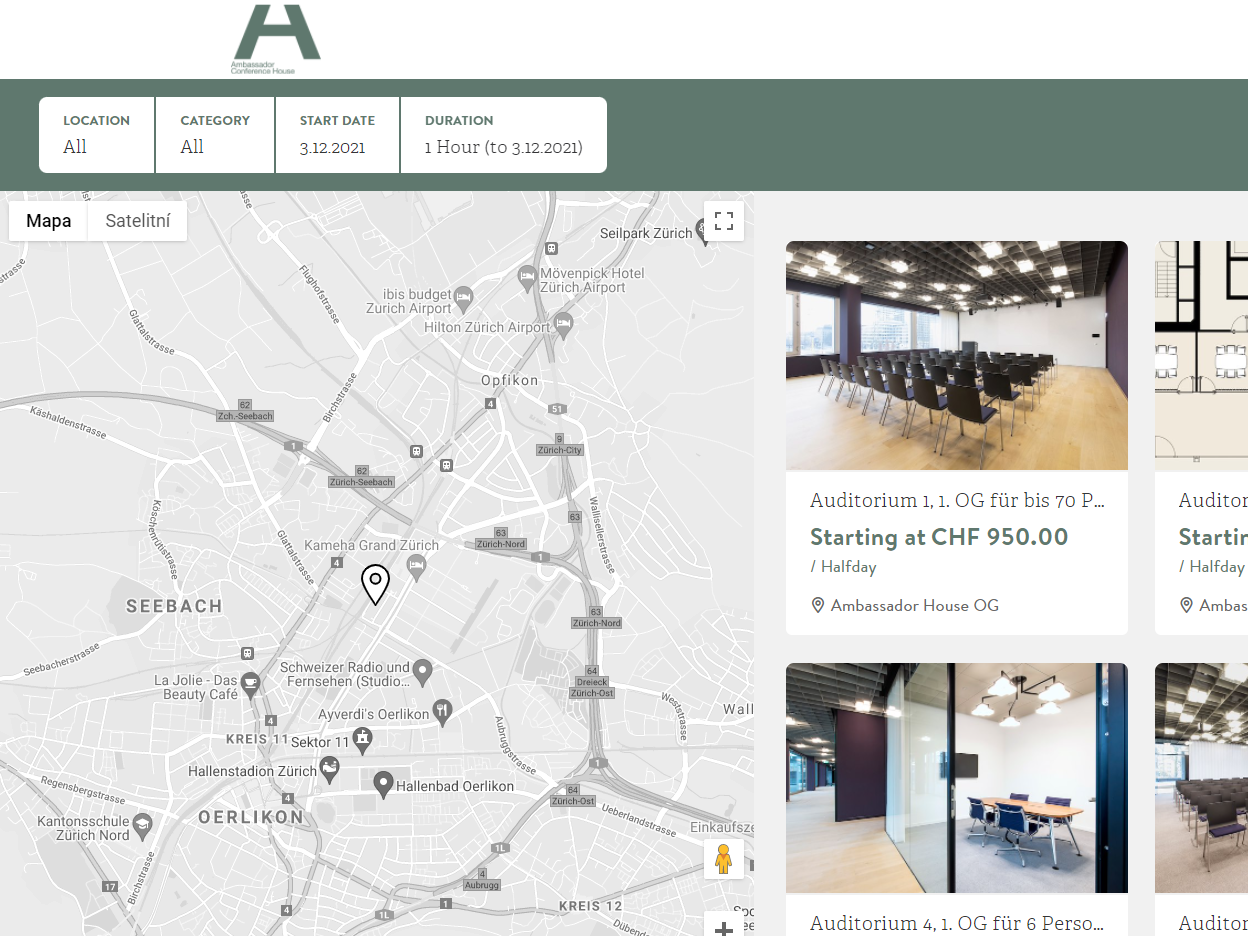 Ambassador
Conference House
LOCATION
All
CATEGORY
All
START DATE
3.12.2021
DURATION
1 Hour (to 3.12.2021)
Mapa
Satelitní
Seilpark Zürich
Mövenpick Hotel
Zürich Airport
ibis budget
Zurich Airport
Hilton Zürich Airport
Flughofstrasse
Glattalstrasse
Opfikon
Birchstrasse
4
51
62
Zch.-Seebach
Käshaldenstrasse
1
9
Zürich-City
62
Zürich-Seebach
Köschenrütistrasse
Wallisellerstrasse
63
63
Zürich-Nord
Glattalstrasse
Kameha Grand Zürich
4
1
SEEBACH
63
Zürich-Nord
Seebacherstrasse
La Jolie - Das
Beauty Café
Schweizer Radio und
Fernsehen (Studio...
64
Dreieck
Zürich-Ost
Weststrasse
Wall
Ayverdi's Oerlikon
4
KREIS 11
Sektor 11
Aubruggstrasse
Hallenstadion Zürich
1
Hallenbad Oerlikon
Regensbergstrasse
4
64
Zürich-Ost
OERLIKON
Ueberlandstrasse
Kantonsschule
Zürich Nord
Einkaufsze
1L
Birchstrasse
17
4
Aubrugg
1
KREIS 12
4
1L
Auditorium 1, 1. OG für bis 70 P...
Starting at CHF 950.00
/ Halfday
Ambassador House OG
Auditor
Startin
/ Halfday
Ambas
Auditorium 4, 1. OG für 6 Perso...
Auditor